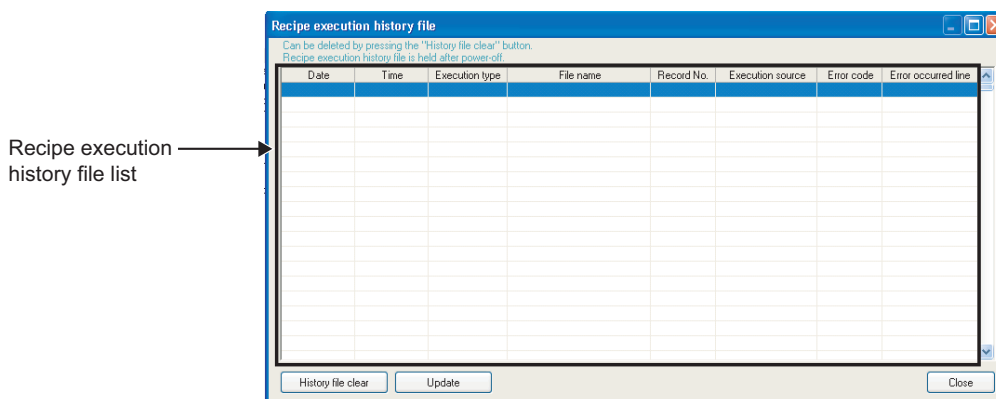 Recipe execution history file
Can be deleted by pressing the "History file clear" button.
Recipe execution history file is held after power-off.
Date Time Execution type File name Record No. Execution source Error code Error occurred line
Recipe execution
history file list
History file clear Update Close